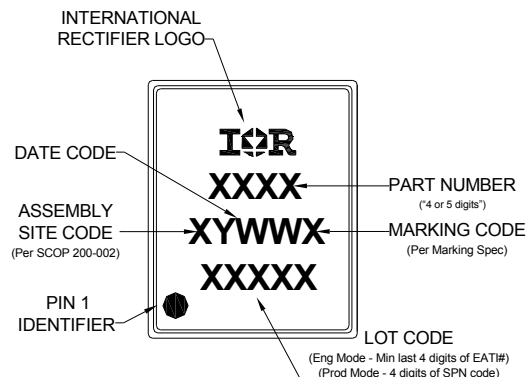 INTERNATIONAL
RECTIFIER LOGO
IOR
DATE CODE
XXXX
PART NUMBER
("4 or 5 digits")
ASSEMBLY
SITE CODE
(Per SCOP 200-002)
XYWWX
MARKING CODE
(Per Marking Spec)
XXXXX
PIN 1
IDENTIFIER
LOT CODE
(Eng Mode - Min last 4 digits of EATI#)
(Prod Mode - 4 digits of SPN code)